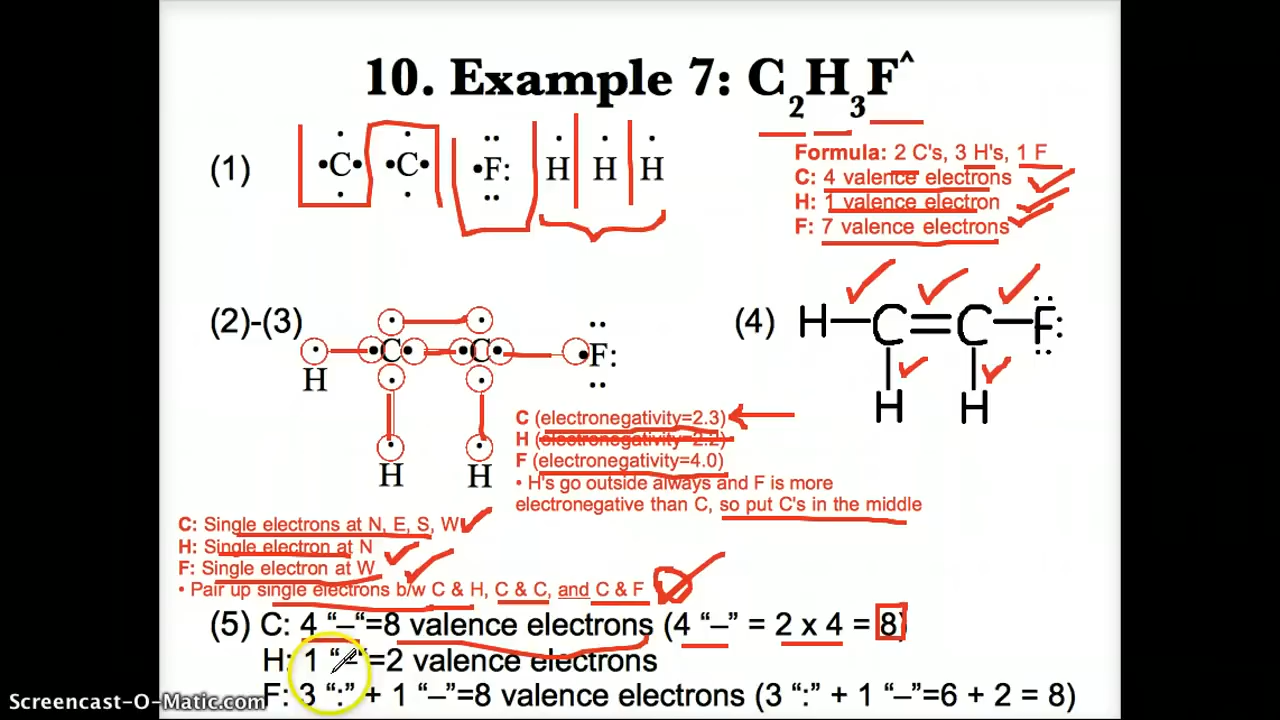 10. Example 7: C₂H₃F^
(1) •C• •C• •F: H H H
Formula: 2 C's, 3 H's, 1 F
C: 4 valence electrons
H: 1 valence electron
F: 7 valence electrons
(2)-(3)
H •C• •C• •F:
H H
(4) H–C=C–F:
H H
C (electronegativity=2.3)
H (electronegativity=2.2)
F (electronegativity=4.0)
• H's go outside always and F is more
electronegative than C, so put C's in the middle
C: Single electrons at N, E, S, W
H: Single electron at N
F: Single electron at W
• Pair up single electrons b/w C & H, C & C, and C & F
(5) C: 4 “–“=8 valence electrons (4 “–” = 2 x 4 = 8)
H: 1 “–“=2 valence electrons
F: 3 “:” + 1 “–”=8 valence electrons (3 “:” + 1 “–”=6 + 2 = 8)
Screencast-O-Matic.com